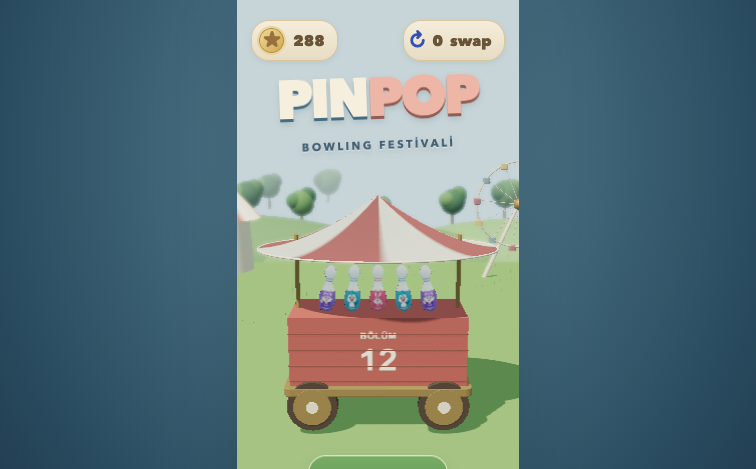 288
0 swap
PINPOP
BOWLING FESTİVALİ
BÖLÜM
12